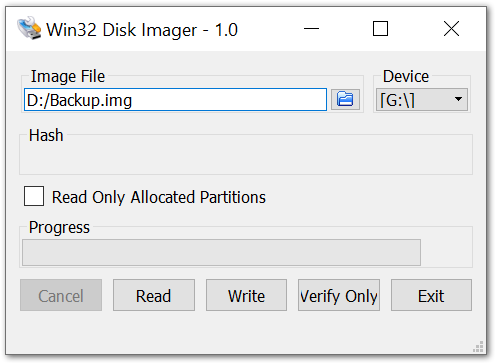 Win32 Disk Imager - 1.0
Image File
Device
D:/Backup.img
[G:\]
Hash
Read Only Allocated Partitions
Progress
Cancel
Read
Write
Verify Only
Exit